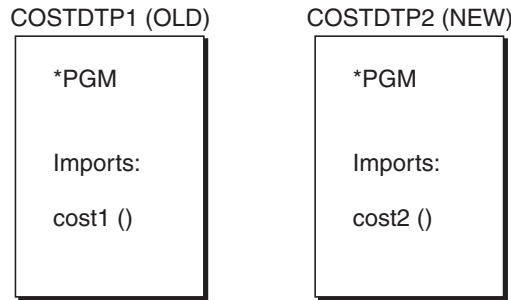 COSTDTP1 (OLD)
*PGM
Imports:
cost1 ()
COSTDTP2 (NEW)
*PGM
Imports:
cost2 ()